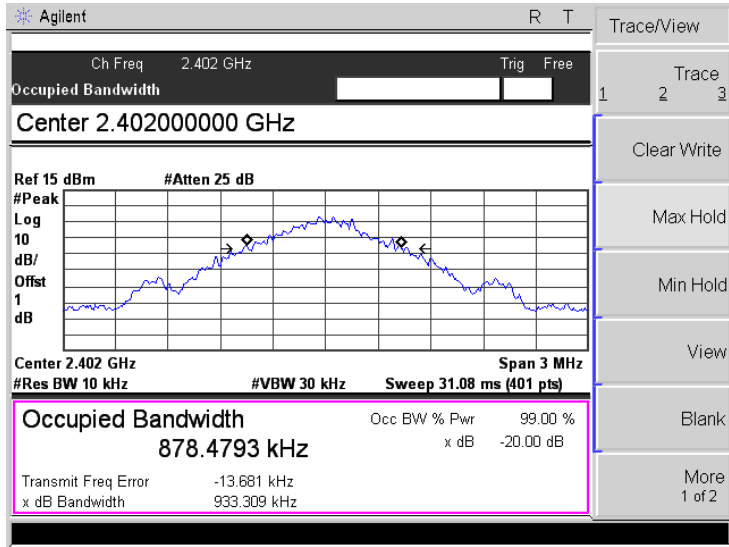 Agilent R T
Ch Freq 2.402 GHz Trig Free
Occupied Bandwidth
Center 2.402000000 GHz
Ref 15 dBm #Atten 25 dB
#Peak
Log
10
dB/
Offst
1
dB
Center 2.402 GHz Span 3 MHz
#Res BW 10 kHz #VBW 30 kHz Sweep 31.08 ms (401 pts)
Occupied Bandwidth
878.4793 kHz
Occ BW % Pwr 99.00 %
x dB -20.00 dB
Transmit Freq Error -13.681 kHz
x dB Bandwidth 933.309 kHz
Trace/View
Trace
1 2 3
Clear Write
Max Hold
Min Hold
View
Blank
More
1 of 2